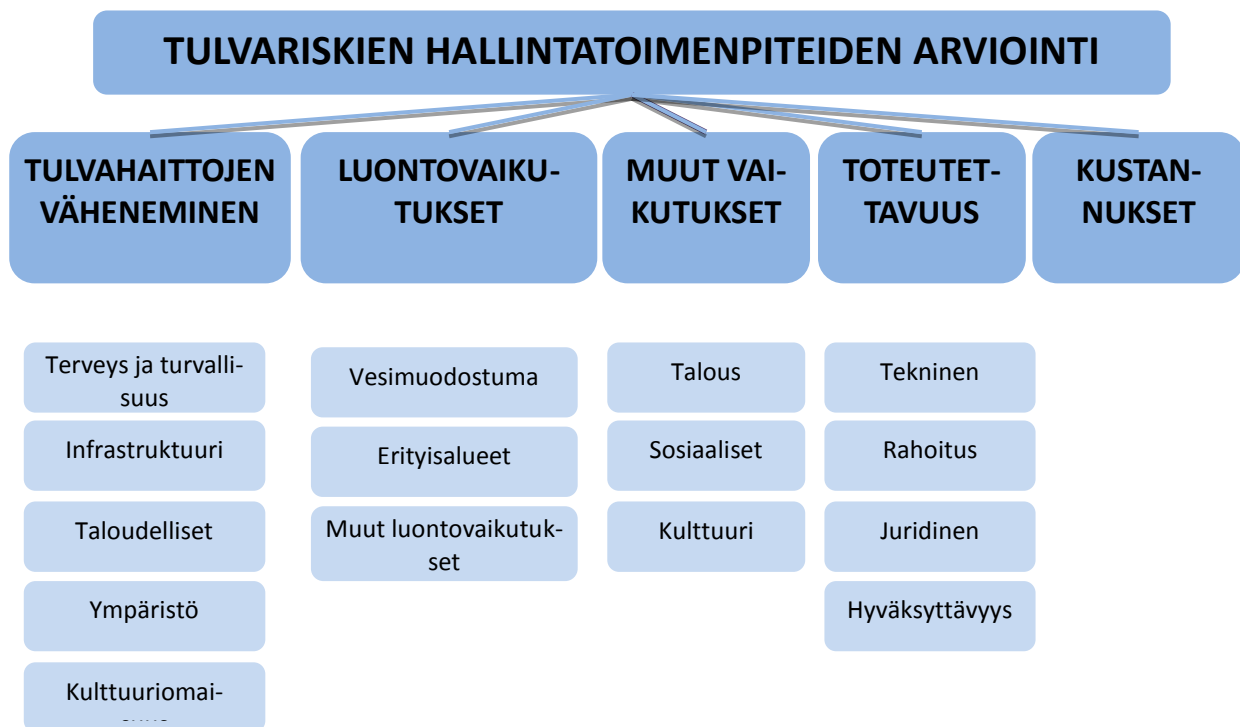 TULVARISKIEN HALLINTATOIMENPITEIDEN ARVIOINTI
TULVAHAITTOJEN
VÄHENEMINEN
LUONTOVAIKU-
TUKSET
MUUT VAI-
KUTUKSET
TOTEUTET-
TAVUUS
KUSTAN-
NUKSET
Terveys ja turvalli-
suus
Infrastruktuuri
Taloudelliset
Ympäristö
Kulttuuriomai-
Vesimuodostuma
Erityisalueet
Muut luontovaikutuk-
set
Talous
Sosiaaliset
Kulttuuri
Tekninen
Rahoitus
Juridinen
Hyväksyttävyys